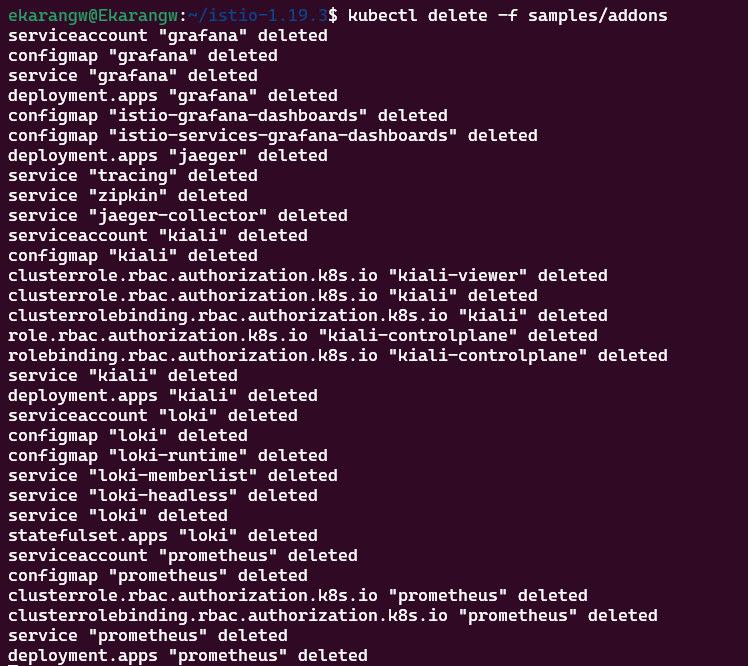 ekarangw@Ekarangw:~/istio-1.19.3$ kubectl delete -f samples/addons
serviceaccount "grafana" deleted
configmap "grafana" deleted
service "grafana" deleted
deployment.apps "grafana" deleted
configmap "istio-grafana-dashboards" deleted
configmap "istio-services-grafana-dashboards" deleted
deployment.apps "jaeger" deleted
service "tracing" deleted
service "zipkin" deleted
service "jaeger-collector" deleted
serviceaccount "kiali" deleted
configmap "kiali" deleted
clusterrole.rbac.authorization.k8s.io "kiali-viewer" deleted
clusterrole.rbac.authorization.k8s.io "kiali" deleted
clusterrolebinding.rbac.authorization.k8s.io "kiali" deleted
role.rbac.authorization.k8s.io "kiali-controlplane" deleted
rolebinding.rbac.authorization.k8s.io "kiali-controlplane" deleted
service "kiali" deleted
deployment.apps "kiali" deleted
serviceaccount "loki" deleted
configmap "loki" deleted
configmap "loki-runtime" deleted
service "loki-memberlist" deleted
service "loki-headless" deleted
service "loki" deleted
statefulset.apps "loki" deleted
serviceaccount "prometheus" deleted
configmap "prometheus" deleted
clusterrole.rbac.authorization.k8s.io "prometheus" deleted
clusterrolebinding.rbac.authorization.k8s.io "prometheus" deleted
service "prometheus" deleted
deployment.apps "prometheus" deleted